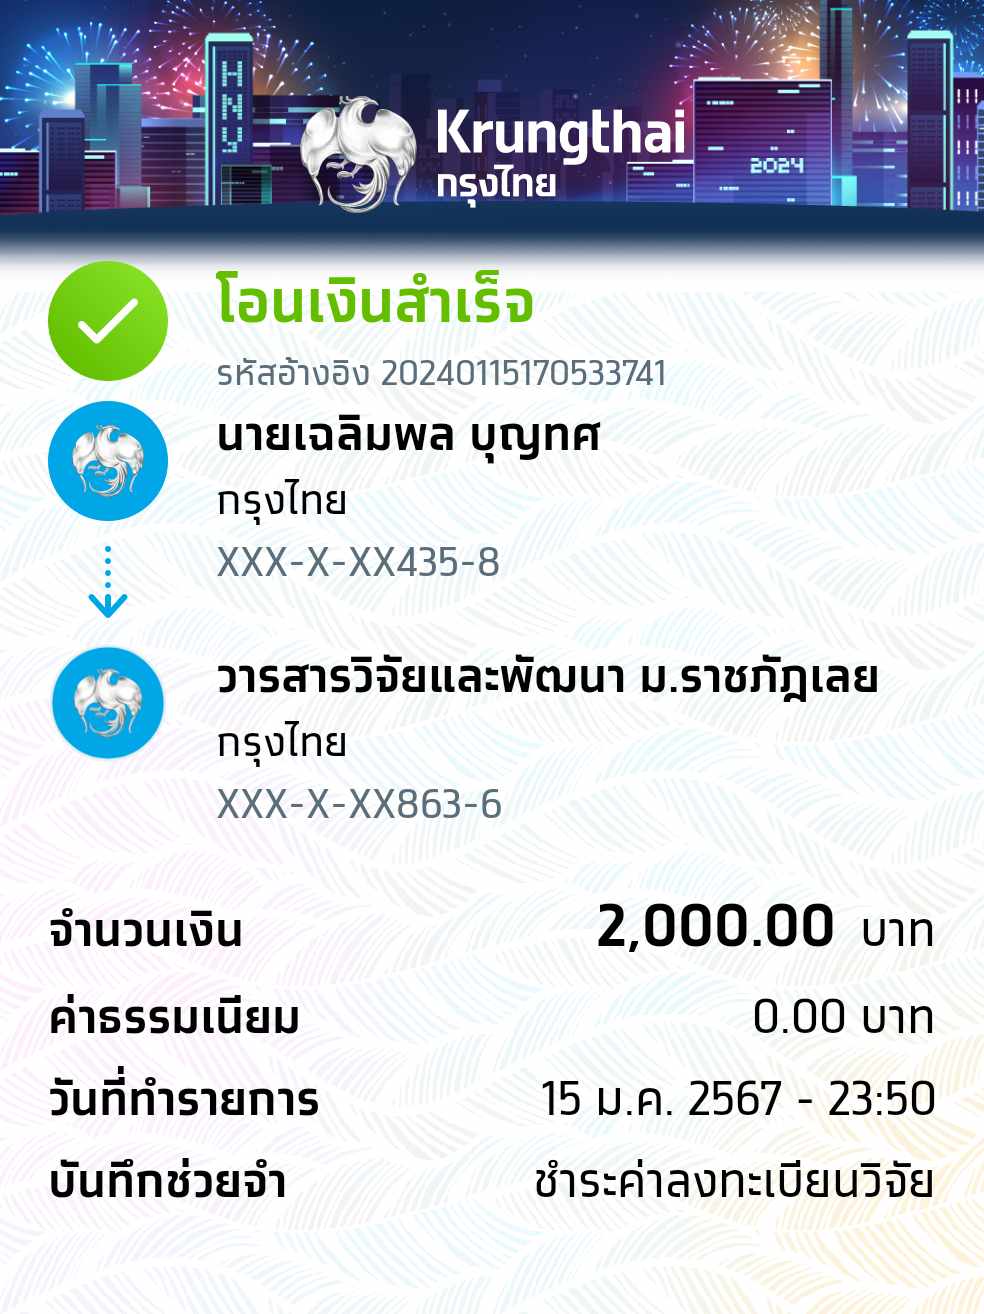 HNY
Krungthai
กรุงไทย
2024
โอนเงินสำเร็จ
รหัสอ้างอิง 20240115170533741
นายเฉลิมพล บุญทศ
กรุงไทย
XXX-X-XX435-8
วารสารวิจัยและพัฒนา ม.ราชภัฎเลย
กรุงไทย
XXX-X-XX863-6
จำนวนเงิน 2,000.00 บาท
ค่าธรรมเนียม 0.00 บาท
วันที่ทำรายการ 15 ม.ค. 2567 - 23:50
บันทึกช่วยจำ ชำระค่าลงทะเบียนวิจัย